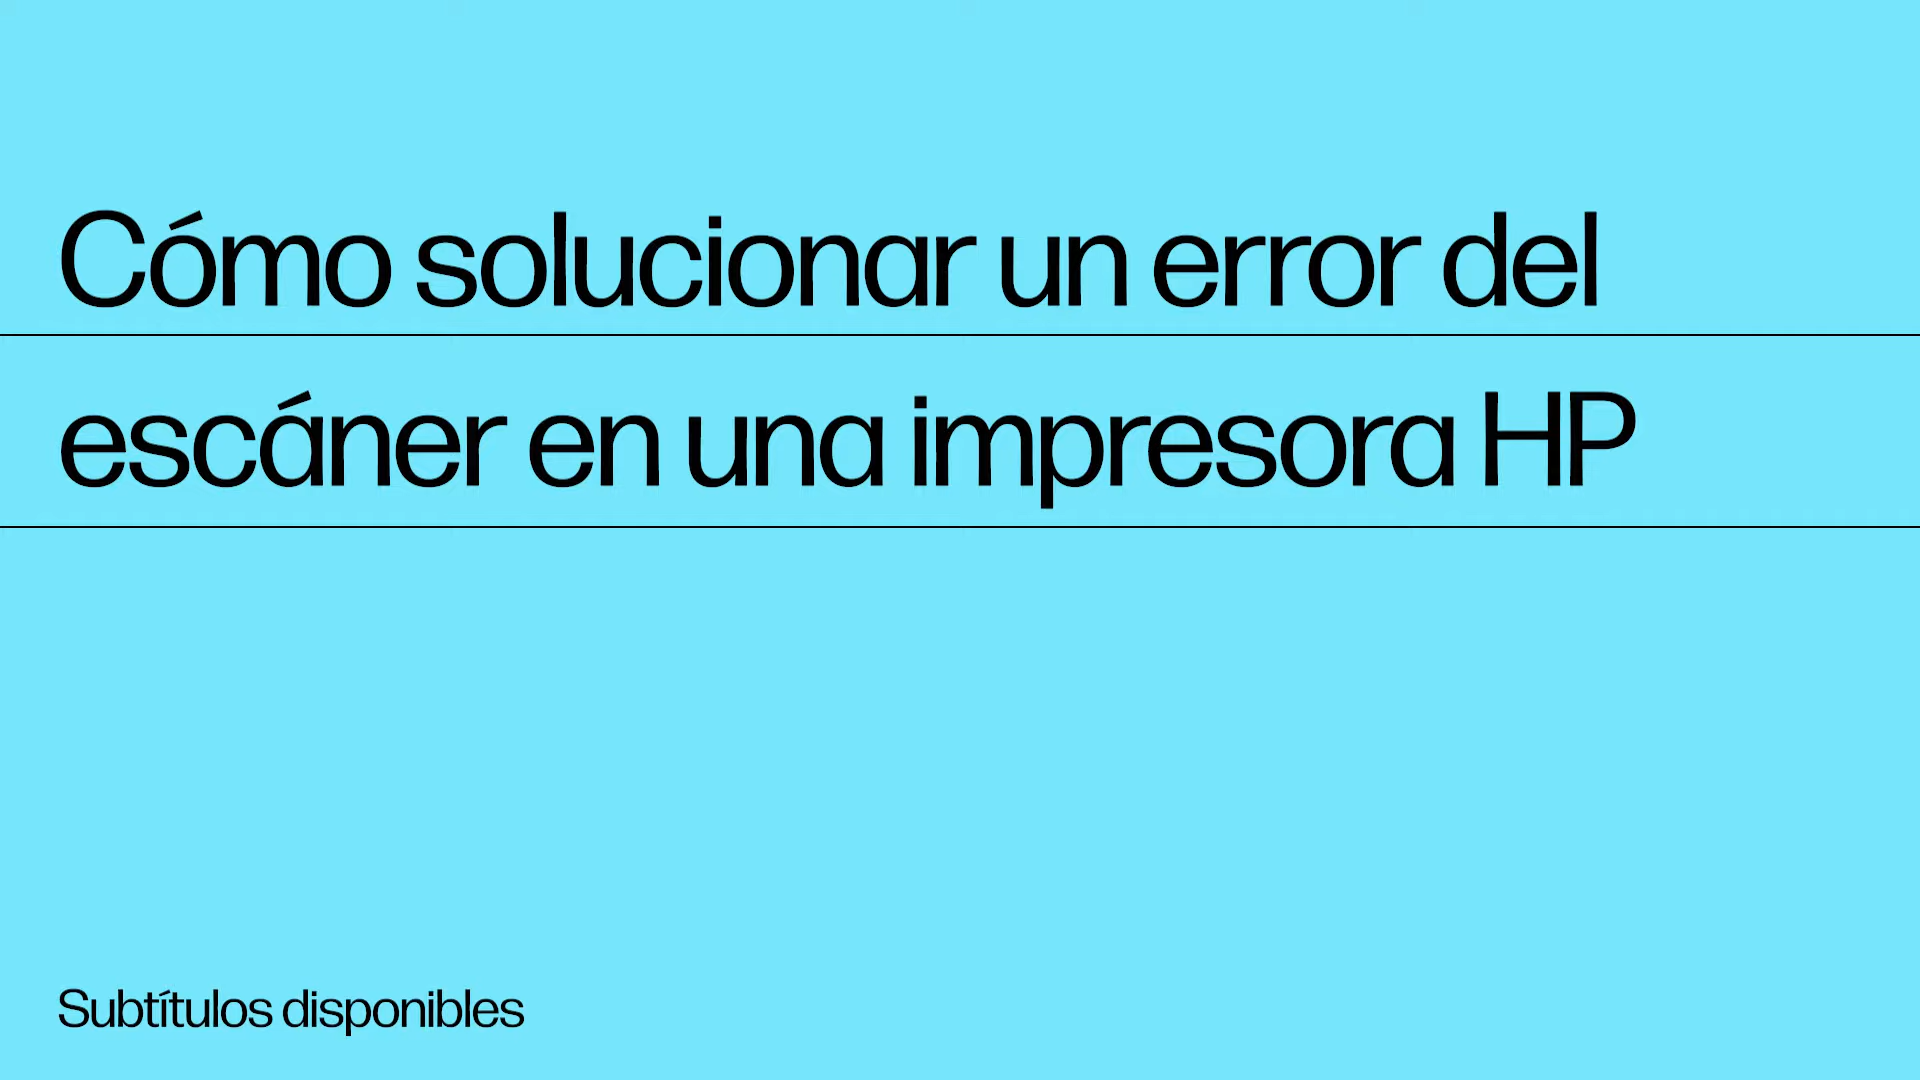 Cómo solucionar un error del
escáner en una impresora HP
Subtítulos disponibles